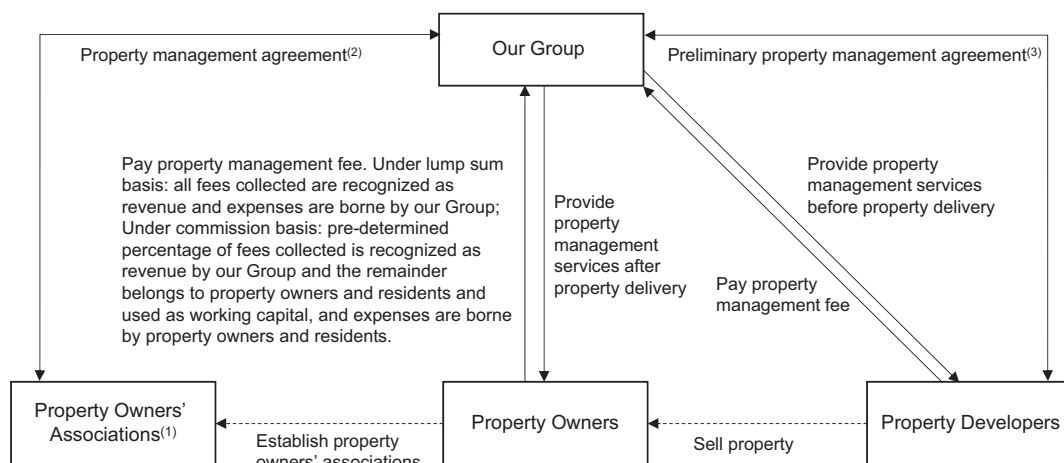 Our Group
Property management agreement(2)
Preliminary property management agreement(3)
Pay property management fee. Under lump sum
basis: all fees collected are recognized as
revenue and expenses are borne by our Group;
Under commission basis: pre-determined
percentage of fees collected is recognized as
revenue by our Group and the remainder
belongs to property owners and residents and
used as working capital, and expenses are borne
by property owners and residents.
Provide
property
management
services after
property delivery
Provide property
management services
before property delivery
Pay property
management fee
Property Owners’
Associations(1)
Establish property
owners’ associations
Property Owners
Sell property
Property Developers